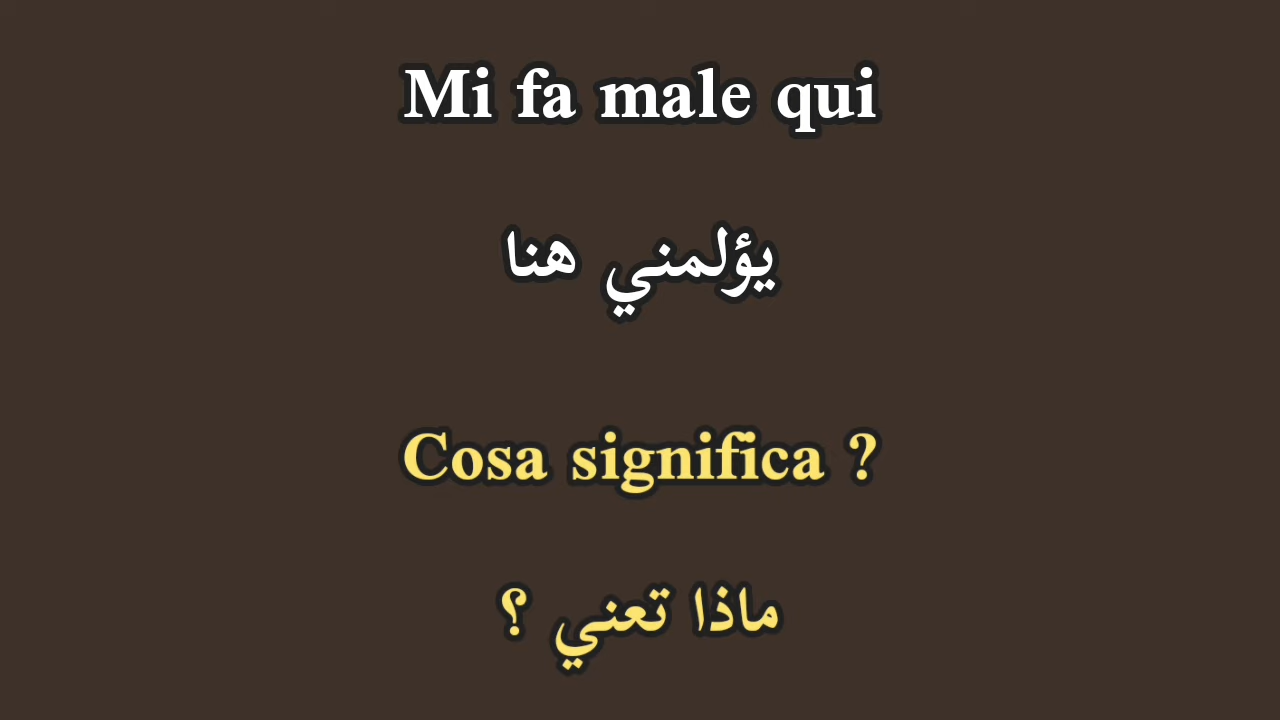 Mi fa male qui
يؤلمني هنا
Cosa significa ?
ماذا تعني ؟